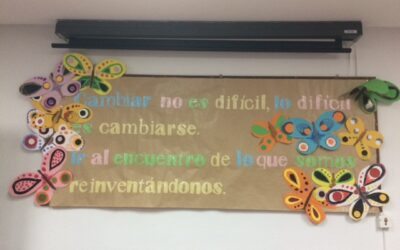 Cambiar no es difícil, lo difícil
es cambiarse.
Ir al encuentro de lo que somos
reinventándonos.